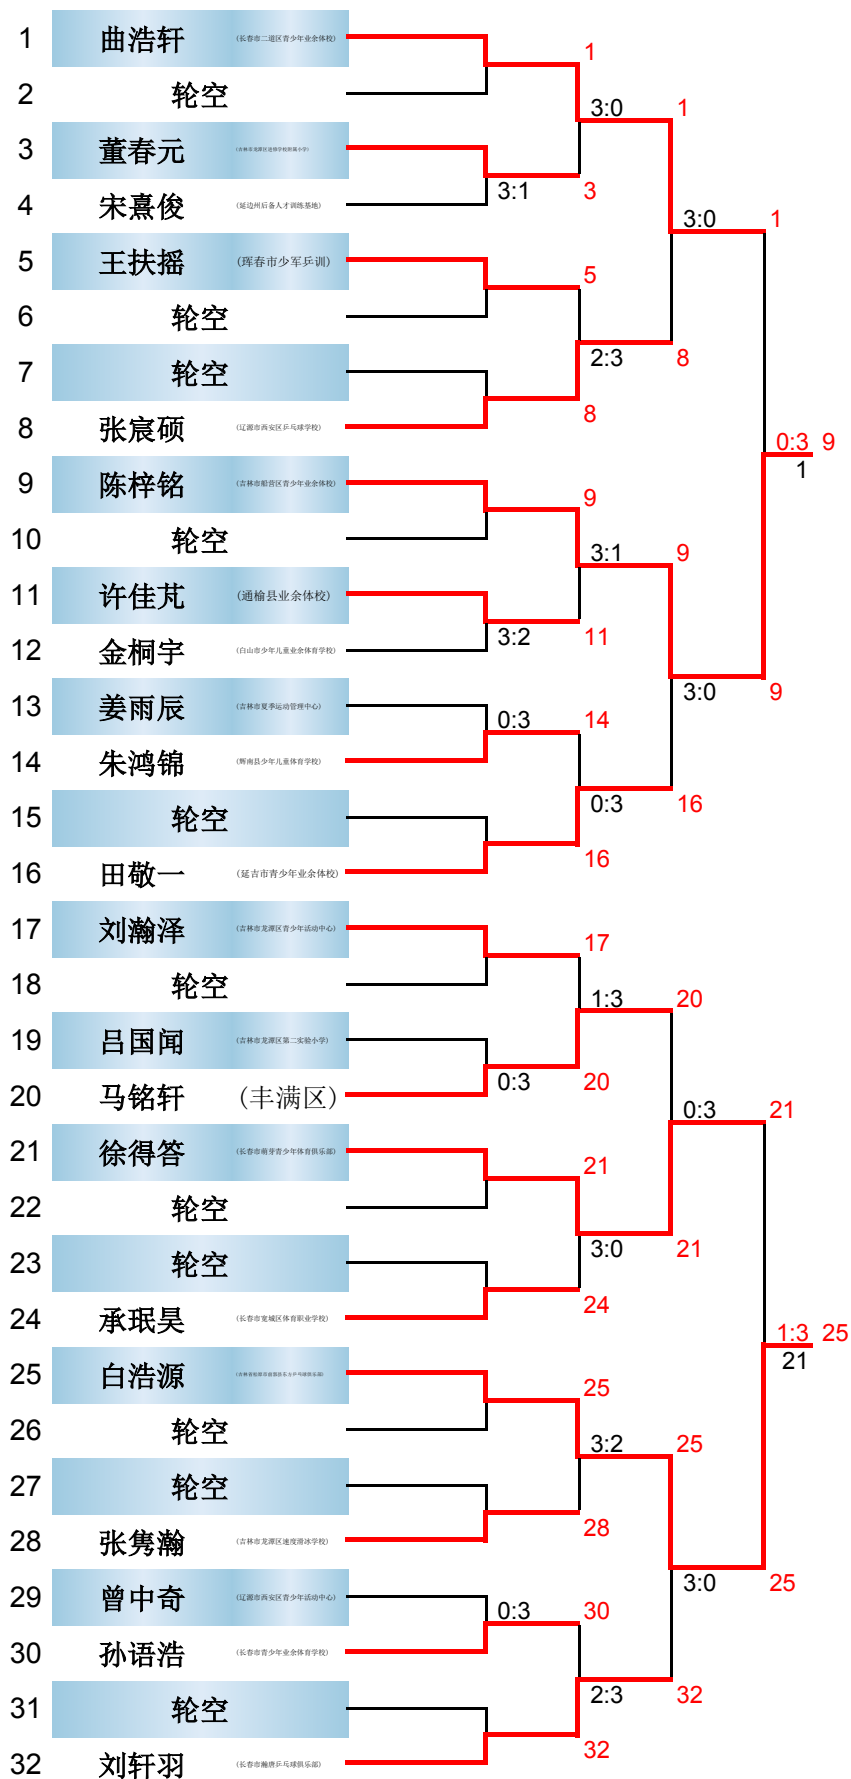 1 曲浩轩 (长春市二道区青少年业余体校)
1
2 轮空
3:0 1
3 董春元
3:1 3
4 宋熹俊 (延边州后备人才训练基地)
3:0 1
5 王扶摇 (珲春市少军乒训)
5
6 轮空
2:3 8
7 轮空
8
8 张宸硕 (辽源市西安区乒乓球学校)
0:3 9
1
9 陈梓铭 (吉林市船营区青少年业余体校)
9
10 轮空
3:1 9
11 许佳芃 (通榆县业余体校)
3:2 11
12 金桐宇 (白山市少年儿童业余体育学校)
3:0 9
13 姜雨辰 (吉林市夏季运动管理中心)
0:3 14
14 朱鸿锦 (辉南县少年儿童体育学校)
0:3 16
15 轮空
16
16 田敬一 (延吉市青少年业余体校)
17 刘瀚泽 (吉林市龙潭区青少年活动中心)
17
18 轮空
1:3 20
19 吕国闻 (吉林市龙潭区第二实验小学)
0:3 20
20 马铭轩 (丰满区)
0:3 21
21 徐得答 (长春市萌芽青少年体育俱乐部)
21
22 轮空
3:0 21
23 轮空
24
24 承珉昊 (长春市宽城区体育职业学校)
1:3 25
21
25 白浩源
25
26 轮空
3:2 25
27 轮空
28
28 张隽瀚 (吉林市龙潭区速度滑冰学校)
3:0 25
29 曾中奇 (辽源市西安区青少年活动中心)
0:3 30
30 孙语浩 (长春市青少年业余体育学校)
2:3 32
31 轮空
32
32 刘轩羽 (长春市瀚唐乒乓球俱乐部)